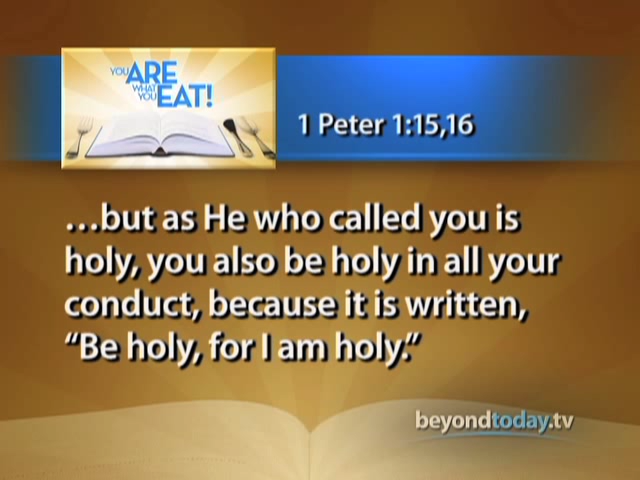 YOU ARE
WHAT
YOU EAT!
1 Peter 1:15,16
...but as He who called you is
holy, you also be holy in all your
conduct, because it is written,
“Be holy, for I am holy.”
beyondtoday.tv